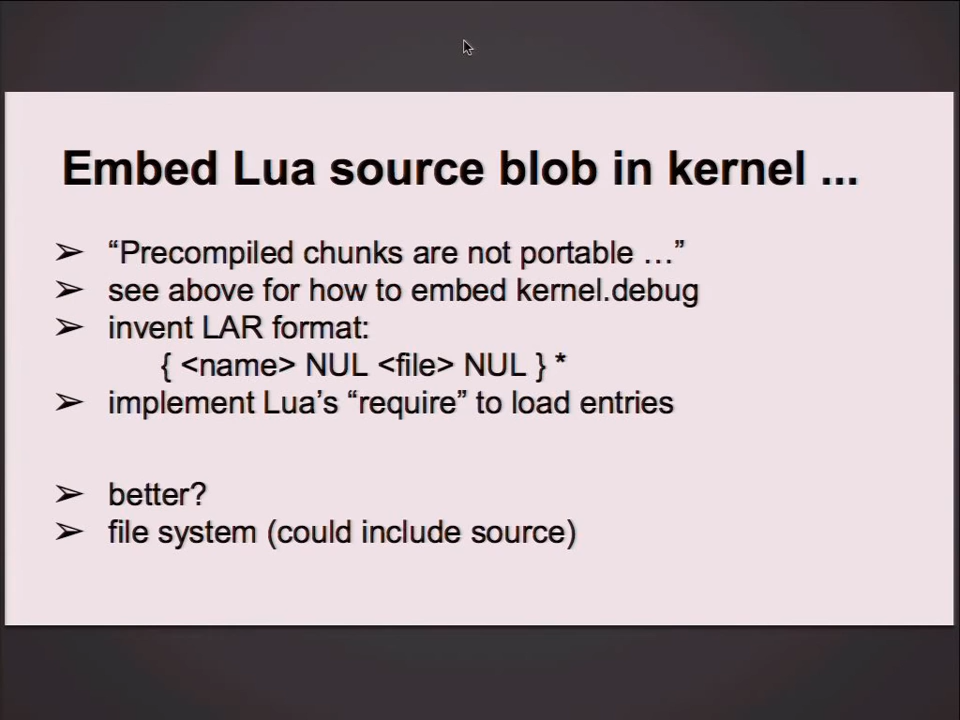 Embed Lua source blob in kernel ...
➢ “Precompiled chunks are not portable …”
➢ see above for how to embed kernel.debug
➢ invent LAR format:
{ <name> NUL <file> NUL } *
➢ implement Lua’s “require” to load entries
➢ better?
➢ file system (could include source)